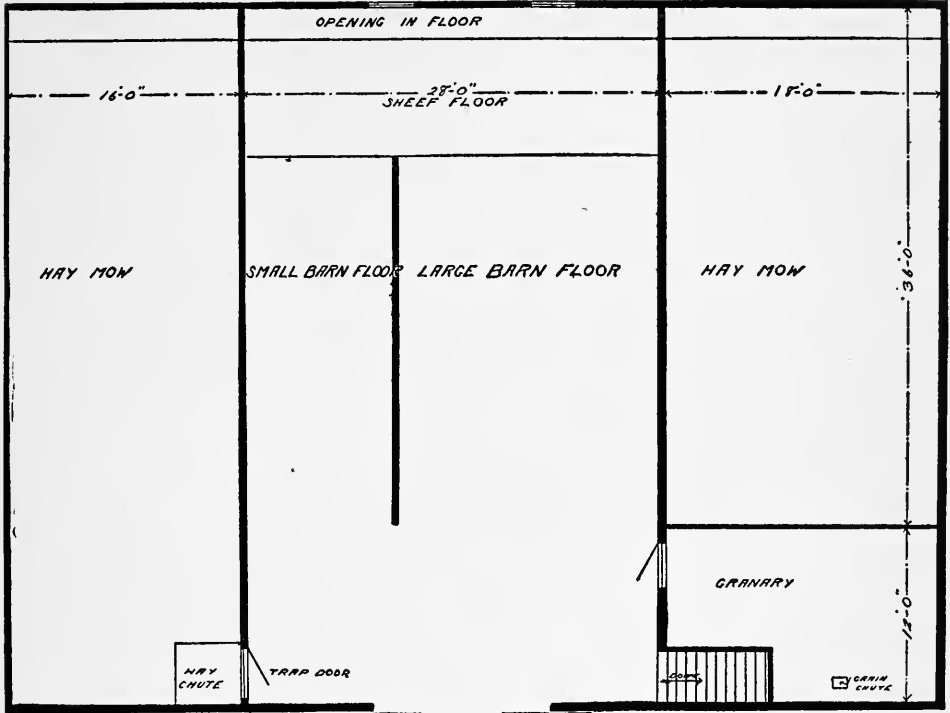 OPENING IN FLOOR
16'-0"
28'-0"
18'-0"
SHEEF FLOOR
HAY MOW
SMALL BARN FLOOR
LARGE BARN FLOOR
HAY MOW
36'-0"
GRANARY
12'-0"
HAY
CHUTE
TRAP DOOR
GRAIN
CHUTE